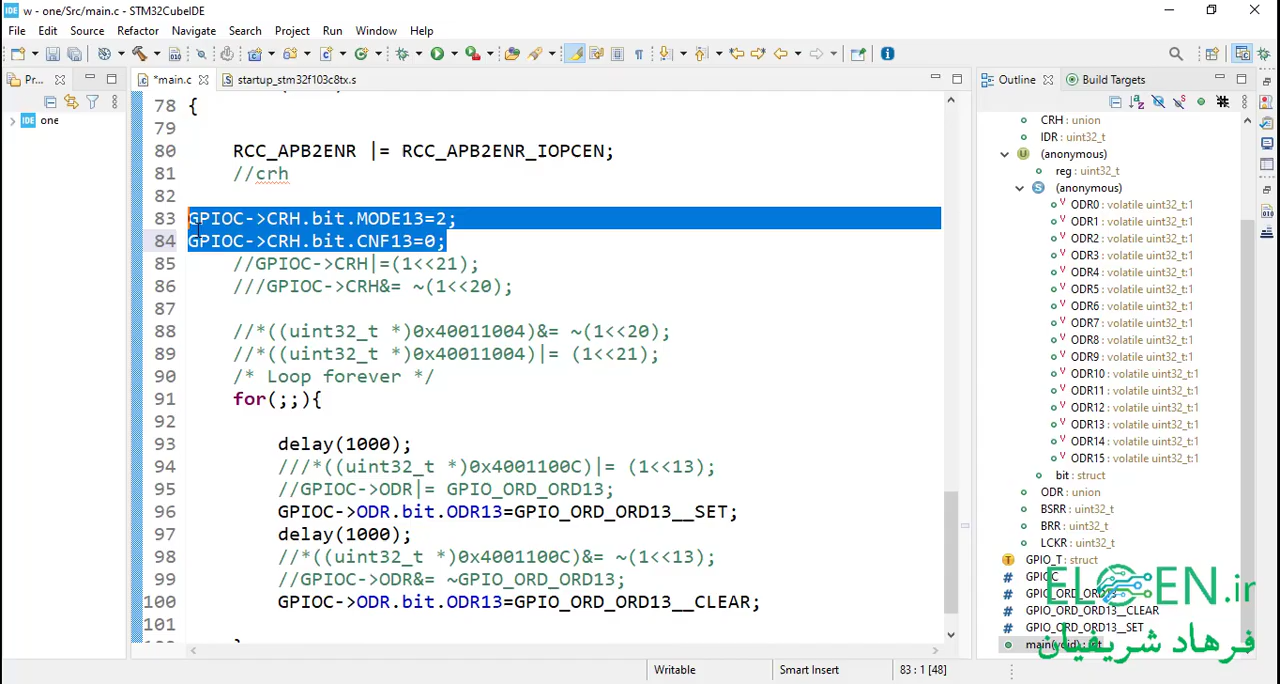 w - one/Src/main.c - STM32CubeIDE
File Edit Source Refactor Navigate Search Project Run Window Help
Pr... *main.c startup_stm32f103c8tx.s Outline Build Targets
one
78 {
79
80 RCC_APB2ENR |= RCC_APB2ENR_IOPCEN;
81 //crh
82
83 GPIOC->CRH.bit.MODE13=2;
84 GPIOC->CRH.bit.CNF13=0;
85 //GPIOC->CRH|=(1<<21);
86 ///GPIOC->CRH&= ~(1<<20);
87
88 //*((uint32_t *)0x40011004)&= ~(1<<20);
89 //*((uint32_t *)0x40011004)|= (1<<21);
90 /* Loop forever */
91 for(;;){
92
93 delay(1000);
94 ///*((uint32_t *)0x4001100C)|= (1<<13);
95 //GPIOC->ODR|= GPIO_ORD_ORD13;
96 GPIOC->ODR.bit.ODR13=GPIO_ORD_ORD13__SET;
97 delay(1000);
98 //*((uint32_t *)0x4001100C)&= ~(1<<13);
99 //GPIOC->ODR&= ~GPIO_ORD_ORD13;
100 GPIOC->ODR.bit.ODR13=GPIO_ORD_ORD13__CLEAR;
101
CRH : union
IDR : uint32_t
(anonymous)
reg : uint32_t
(anonymous)
ODR0 : volatile uint32_t:1
ODR1 : volatile uint32_t:1
ODR2 : volatile uint32_t:1
ODR3 : volatile uint32_t:1
ODR4 : volatile uint32_t:1
ODR5 : volatile uint32_t:1
ODR6 : volatile uint32_t:1
ODR7 : volatile uint32_t:1
ODR8 : volatile uint32_t:1
ODR9 : volatile uint32_t:1
ODR10 : volatile uint32_t:1
ODR11 : volatile uint32_t:1
ODR12 : volatile uint32_t:1
ODR13 : volatile uint32_t:1
ODR14 : volatile uint32_t:1
ODR15 : volatile uint32_t:1
bit : struct
ODR : union
BSRR : uint32_t
BRR : uint32_t
LCKR : uint32_t
GPIO_T : struct
GPIOC
GPIO_ORD_ORD13
GPIO_ORD_ORD13__CLEAR
GPIO_ORD_ORD13__SET
main(void) : int
ELOEN.ir
فرهاد شریفیان
Writable Smart Insert 83 : 1 [48]